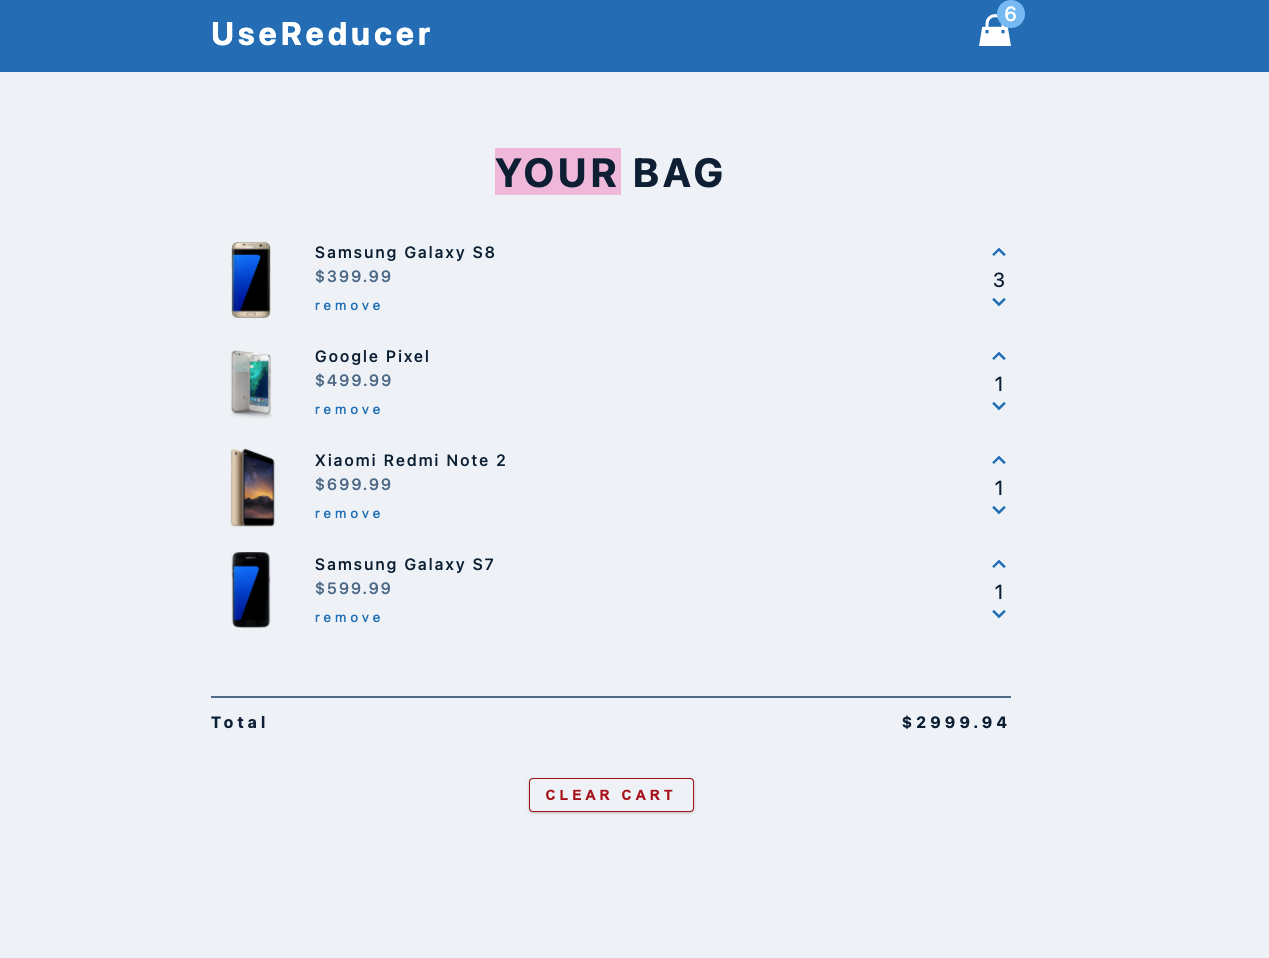 UseReducer
6
YOUR BAG
Samsung Galaxy S8
$399.99
remove
3
Google Pixel
$499.99
remove
1
Xiaomi Redmi Note 2
$699.99
remove
1
Samsung Galaxy S7
$599.99
remove
1
Total $2999.94
CLEAR CART